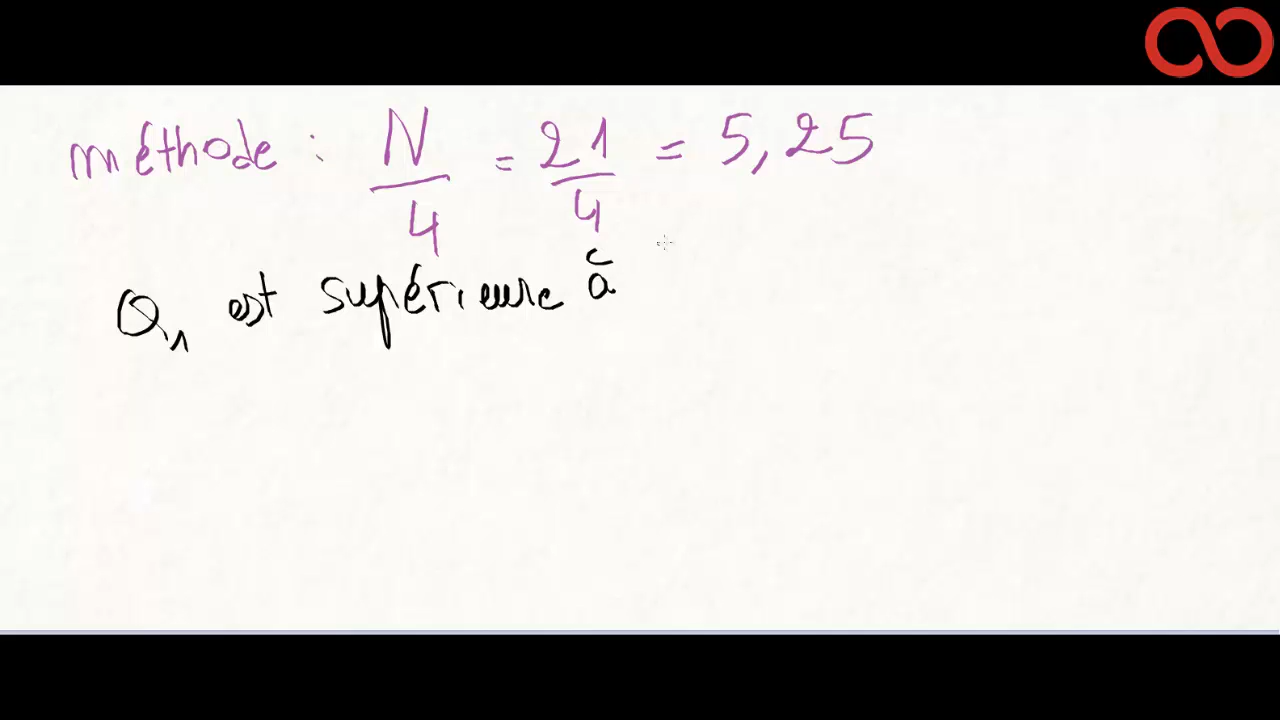 méthode : N/4 = 21/4 = 5,25
Q1 est supérieure à